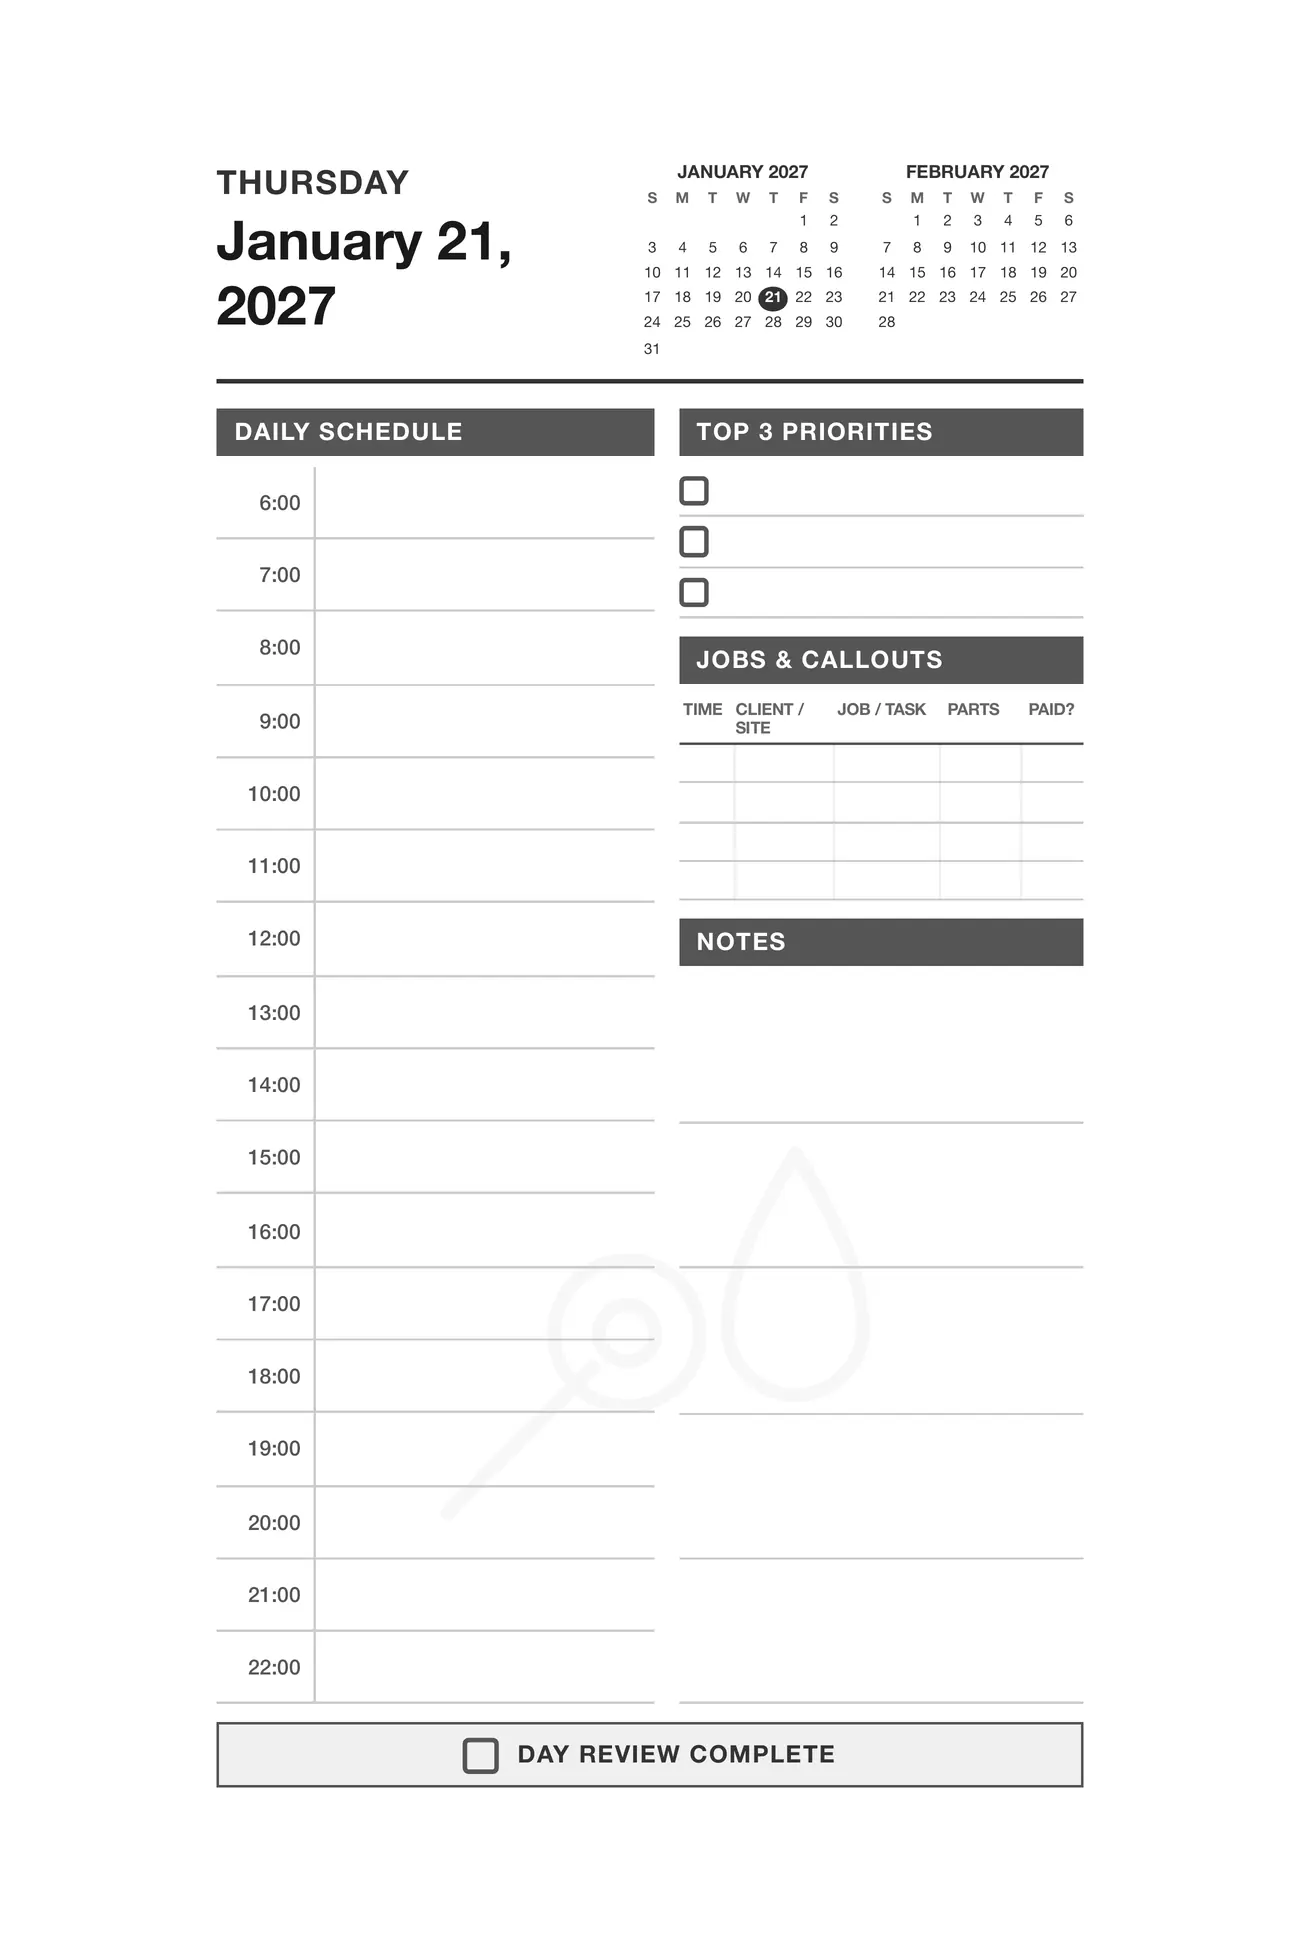 THURSDAY
January 21,
2027
JANUARY 2027
S M T W T F S
1 2
3 4 5 6 7 8 9
10 11 12 13 14 15 16
17 18 19 20 21 22 23
24 25 26 27 28 29 30
31
FEBRUARY 2027
S M T W T F S
1 2 3 4 5 6
7 8 9 10 11 12 13
14 15 16 17 18 19 20
21 22 23 24 25 26 27
28
DAILY SCHEDULE
6:00
7:00
8:00
9:00
10:00
11:00
12:00
13:00
14:00
15:00
16:00
17:00
18:00
19:00
20:00
21:00
22:00
TOP 3 PRIORITIES
JOBS & CALLOUTS
TIME CLIENT / SITE JOB / TASK PARTS PAID?
NOTES
DAY REVIEW COMPLETE